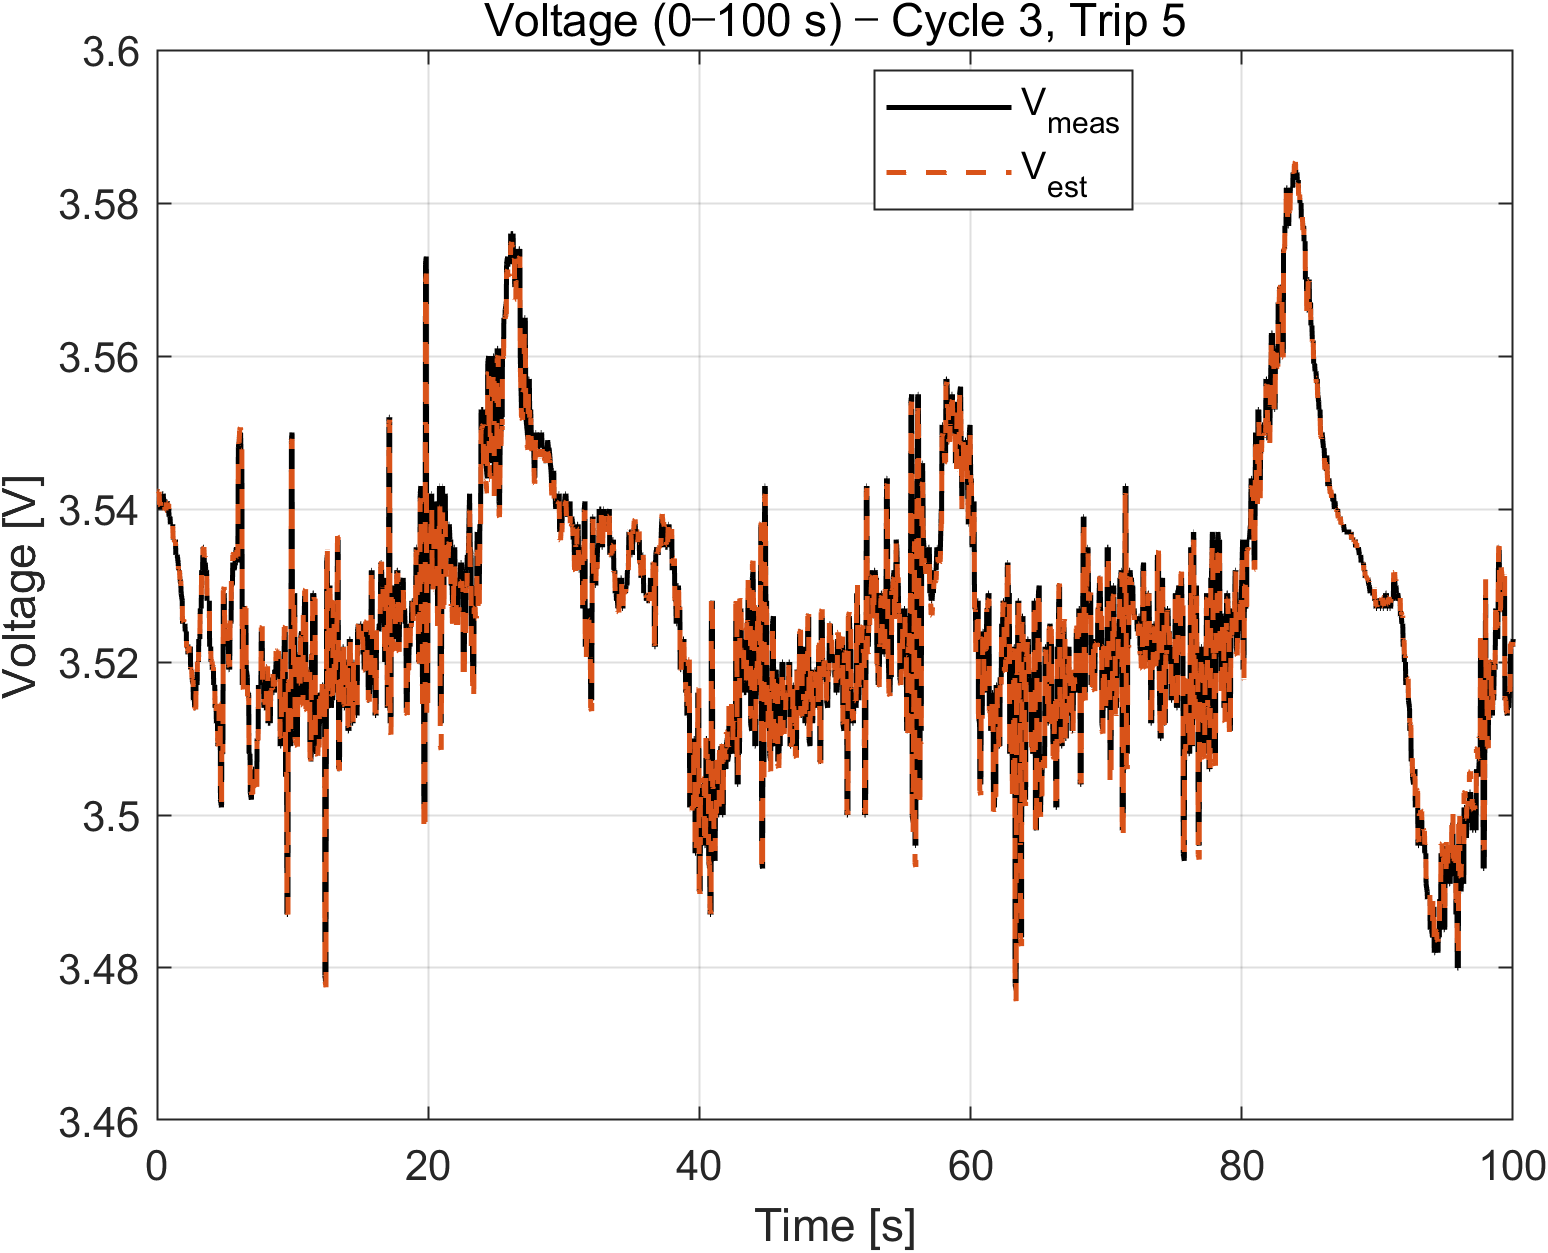 Voltage (0–100 s) – Cycle 3, Trip 5
3.6
3.58
3.56
3.54
3.52
3.5
3.48
3.46
Voltage [V]
V_meas
V_est
0 20 40 60 80 100
Time [s]